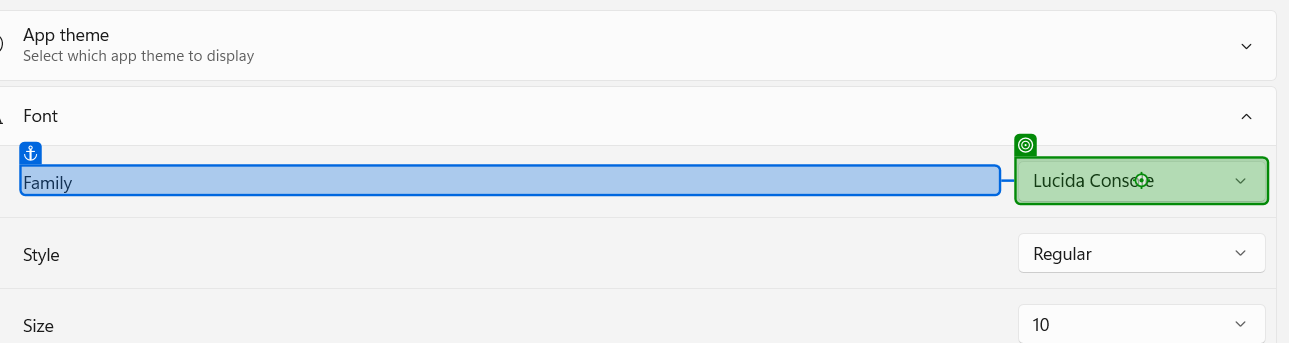 App theme
Select which app theme to display
Font
Family
Lucida Console
Style
Regular
Size
10